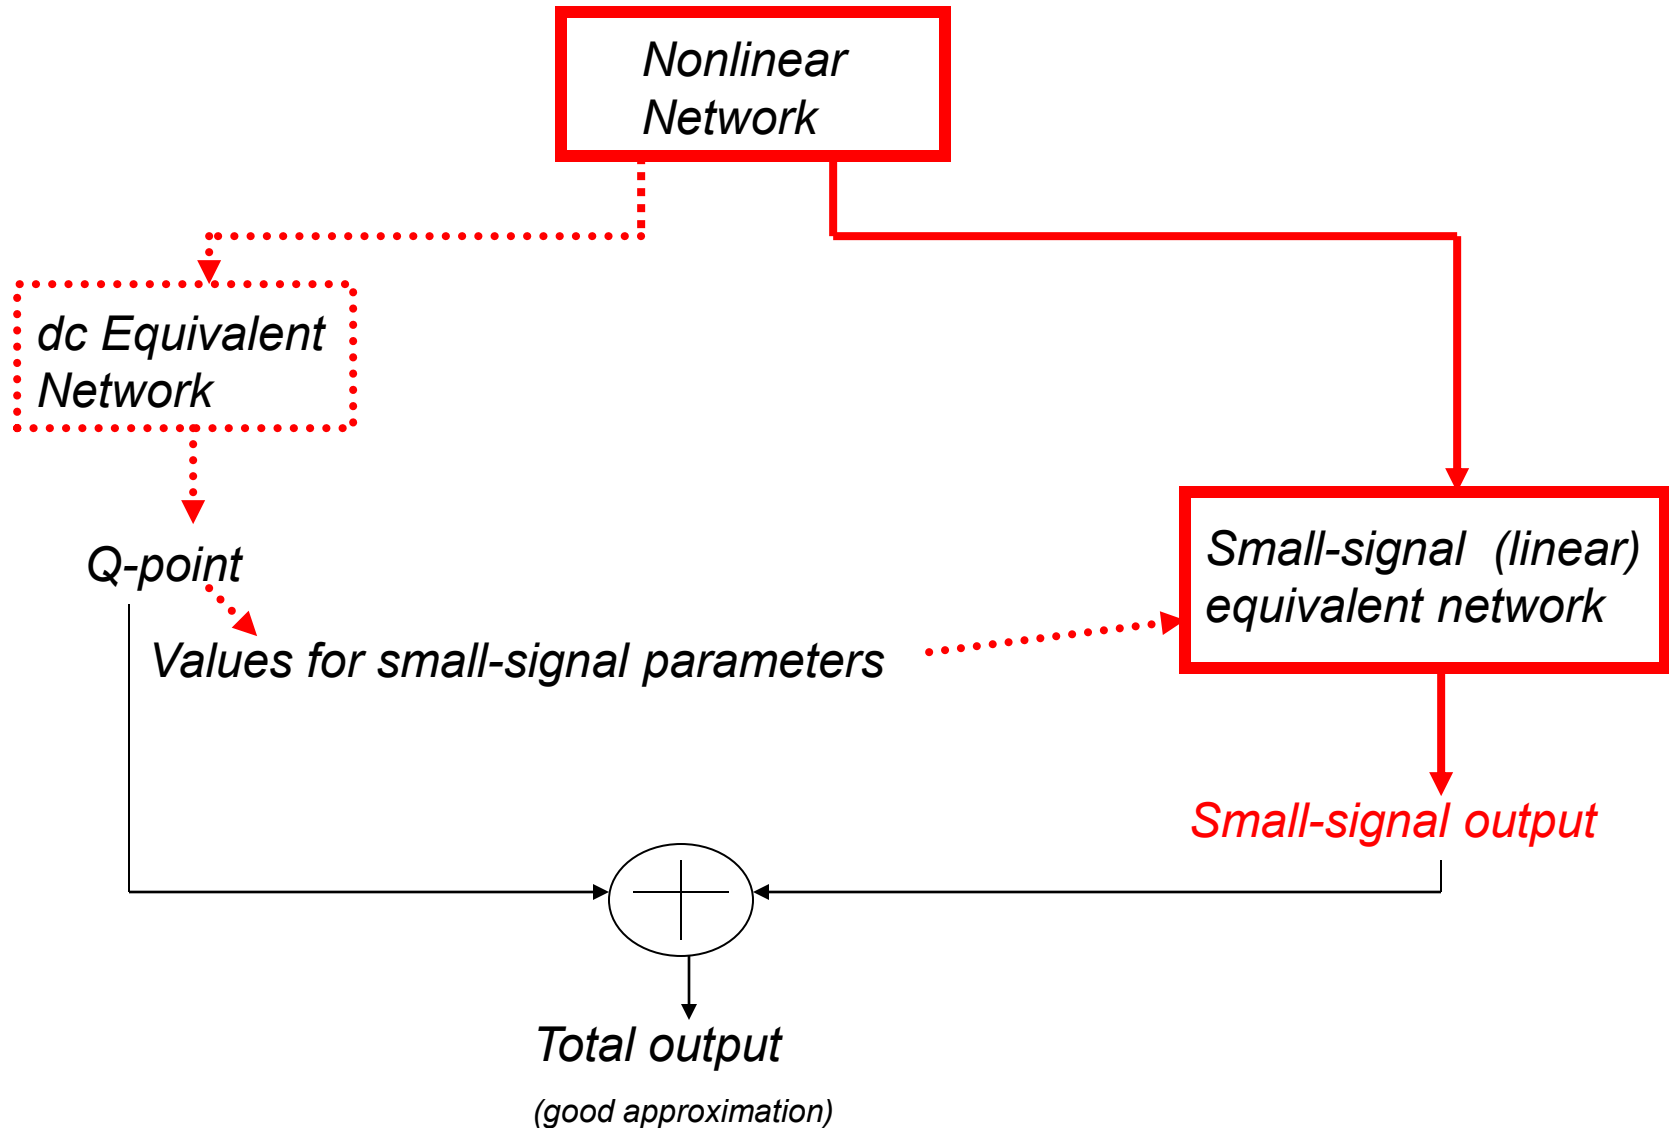 Nonlinear
Network
dc Equivalent
Network
Q-point
Small-signal (linear)
equivalent network
Values for small-signal parameters
Small-signal output
Total output
(good approximation)